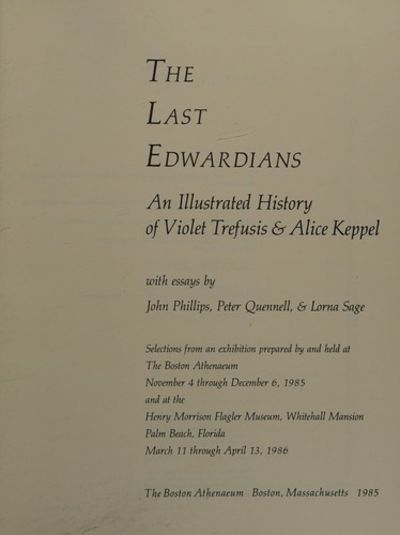 THE
LAST
EDWARDIANS
An Illustrated History
of Violet Trefusis & Alice Keppel
with essays by
John Phillips, Peter Quennell, & Lorna Sage
Selections from an exhibition prepared by and held at
The Boston Athenaeum
November 4 through December 6, 1985
and at the
Henry Morrison Flagler Museum, Whitehall Mansion
Palm Beach, Florida
March 11 through April 13, 1986
The Boston Athenaeum Boston, Massachusetts 1985